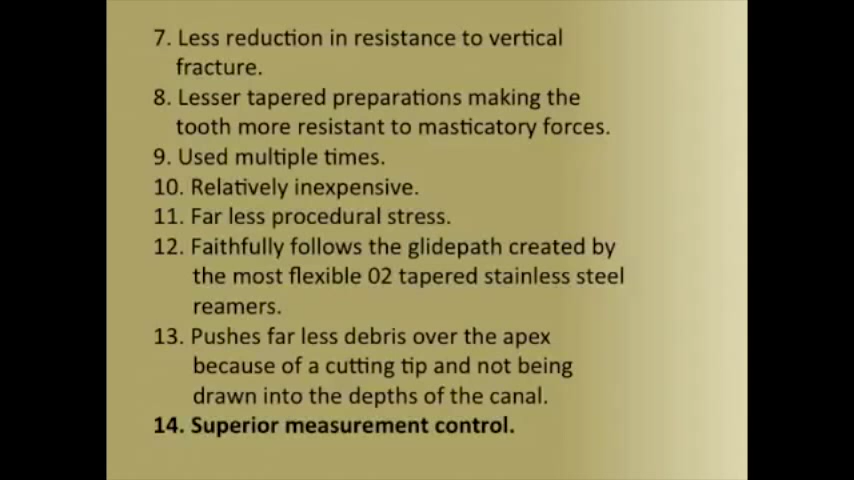 7. Less reduction in resistance to vertical
fracture.
8. Lesser tapered preparations making the
tooth more resistant to masticatory forces.
9. Used multiple times.
10. Relatively inexpensive.
11. Far less procedural stress.
12. Faithfully follows the glidepath created by
the most flexible 02 tapered stainless steel
reamers.
13. Pushes far less debris over the apex
because of a cutting tip and not being
drawn into the depths of the canal.
14. Superior measurement control.